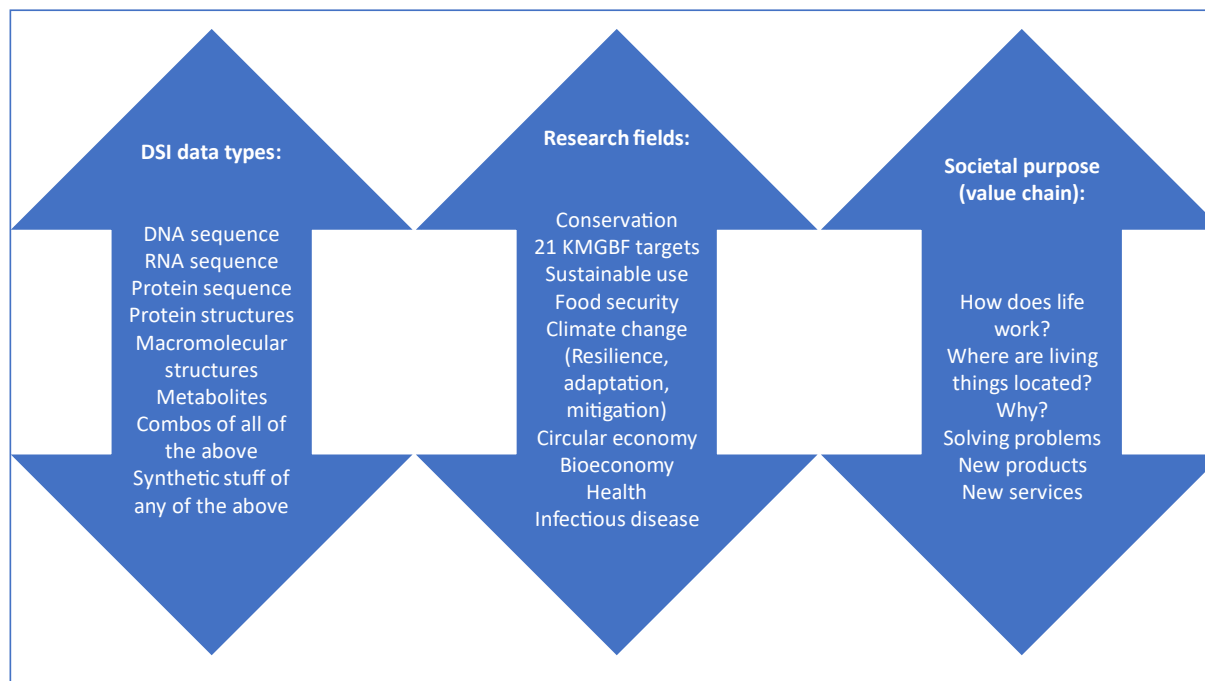 DSI data types:
DNA sequence
RNA sequence
Protein sequence
Protein structures
Macromolecular
structures
Metabolites
Combos of all of
the above
Synthetic stuff of
any of the above
Research fields:
Conservation
21 KMGBF targets
Sustainable use
Food security
Climate change
(Resilience,
adaptation,
mitigation)
Circular economy
Bioeconomy
Health
Infectious disease
Societal purpose
(value chain):
How does life
work?
Where are living
things located?
Why?
Solving problems
New products
New services